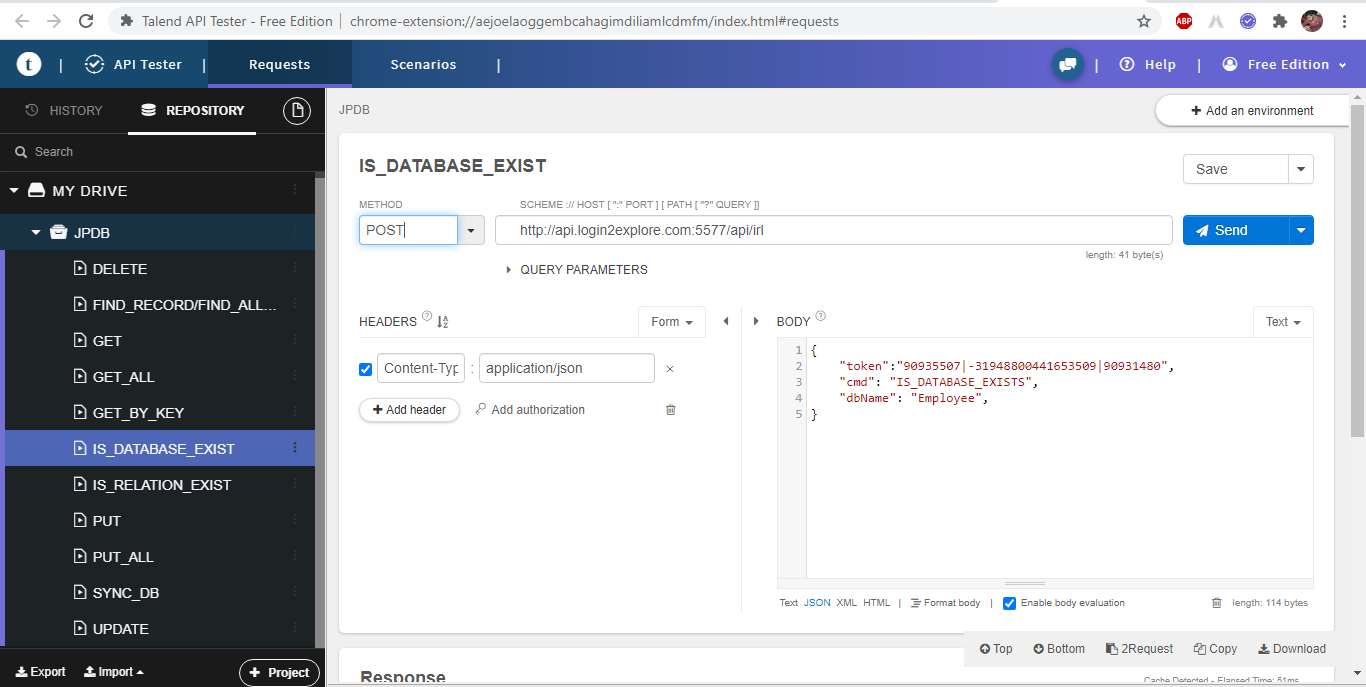 Talend API Tester - Free Edition | chrome-extension://aejoelaoggembcahagimdiliamlcdmfm/index.html#requests
ABP
t | API Tester | Requests Scenarios | | Help | Free Edition
HISTORY REPOSITORY
Search
MY DRIVE
JPDB
DELETE
FIND_RECORD/FIND_ALL...
GET
GET_ALL
GET_BY_KEY
IS_DATABASE_EXIST
IS_RELATION_EXIST
PUT
PUT_ALL
SYNC_DB
UPDATE
Export Import + Project
JPDB
+ Add an environment
IS_DATABASE_EXIST
Save
METHOD SCHEME :// HOST [ ":" PORT ] [ PATH [ "?" QUERY ]]
POST http://api.login2explore.com:5577/api/irl Send
length: 41 byte(s)
QUERY PARAMETERS
HEADERS ? Form
Content-Typ : application/json ×
+ Add header Add authorization
BODY ? Text
1 {
2 "token":"90935507|-31948800441653509|90931480",
3 "cmd": "IS_DATABASE_EXISTS",
4 "dbName": "Employee",
5 }
Text JSON XML HTML | Format body | Enable body evaluation length: 114 bytes
Top Bottom 2Request Copy Download
Response
Cache Detected - Elapsed Time: 51ms